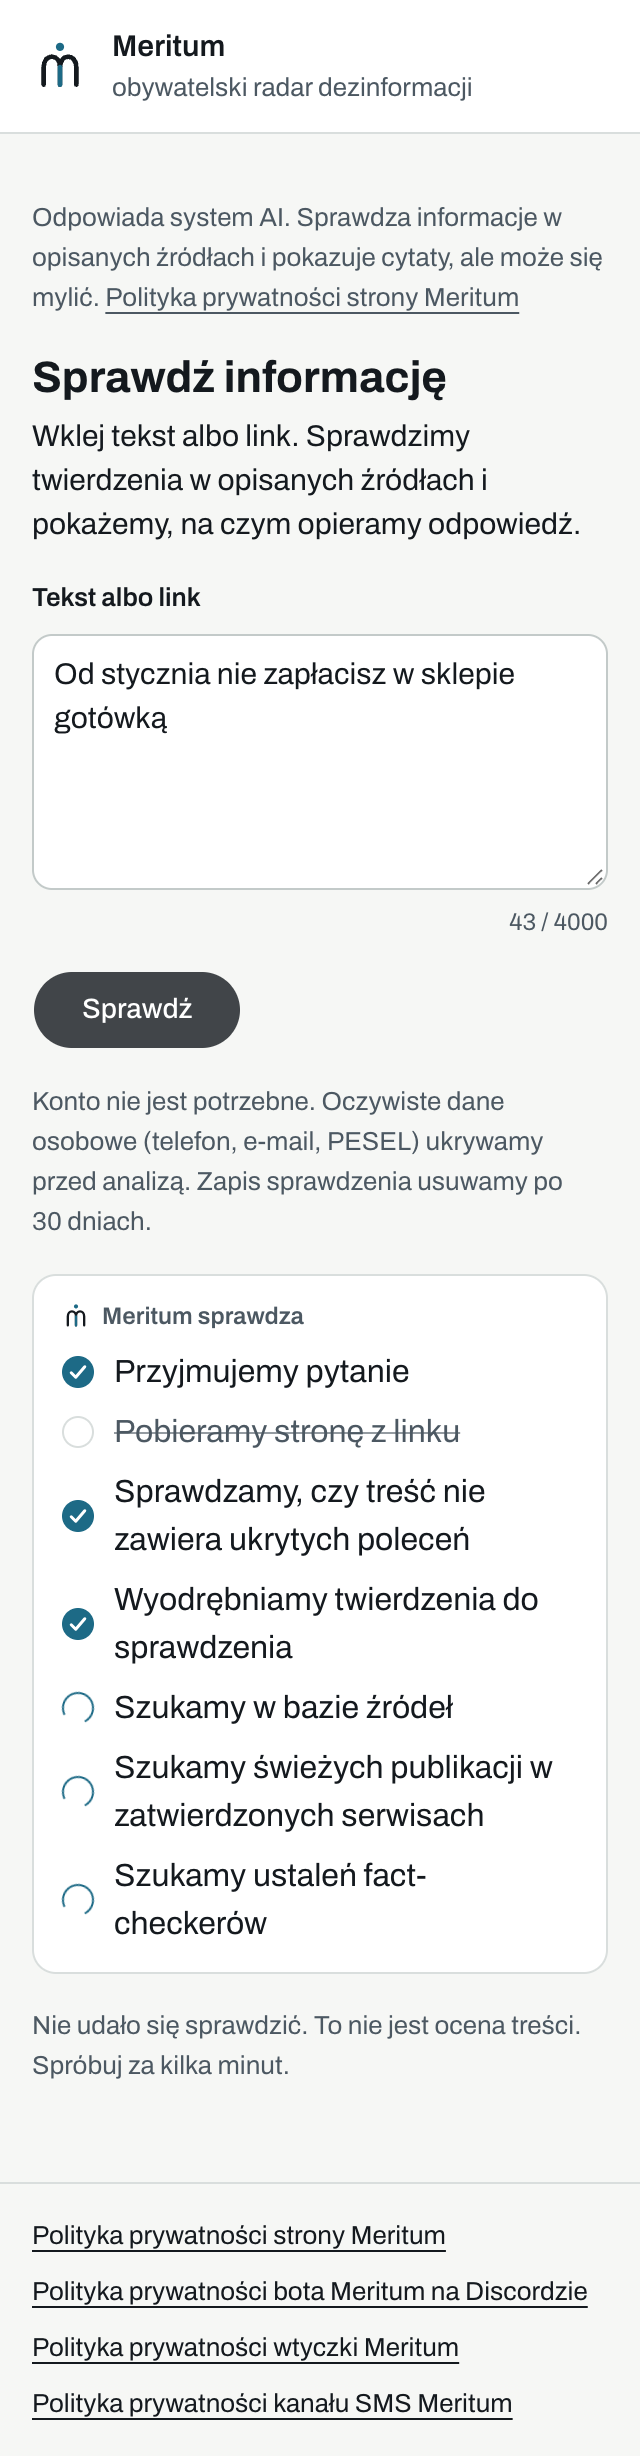 Meritum
obywatelski radar dezinformacji
Odpowiada system AI. Sprawdza informacje w
opisanych źródłach i pokazuje cytaty, ale może się
mylić. Polityka prywatności strony Meritum
Sprawdź informację
Wklej tekst albo link. Sprawdzimy
twierdzenia w opisanych źródłach i
pokażemy, na czym opieramy odpowiedź.
Tekst albo link
Od stycznia nie zapłacisz w sklepie
gotówką
43 / 4000
Sprawdź
Konto nie jest potrzebne. Oczywiste dane
osobowe (telefon, e-mail, PESEL) ukrywamy
przed analizą. Zapis sprawdzenia usuwamy po
30 dniach.
Meritum sprawdza
Przyjmujemy pytanie
Pobieramy stronę z linku
Sprawdzamy, czy treść nie
zawiera ukrytych poleceń
Wyodrębniamy twierdzenia do
sprawdzenia
Szukamy w bazie źródeł
Szukamy świeżych publikacji w
zatwierdzonych serwisach
Szukamy ustaleń fact-
checkerów
Nie udało się sprawdzić. To nie jest ocena treści.
Spróbuj za kilka minut.
Polityka prywatności strony Meritum
Polityka prywatności bota Meritum na Discordzie
Polityka prywatności wtyczki Meritum
Polityka prywatności kanału SMS Meritum